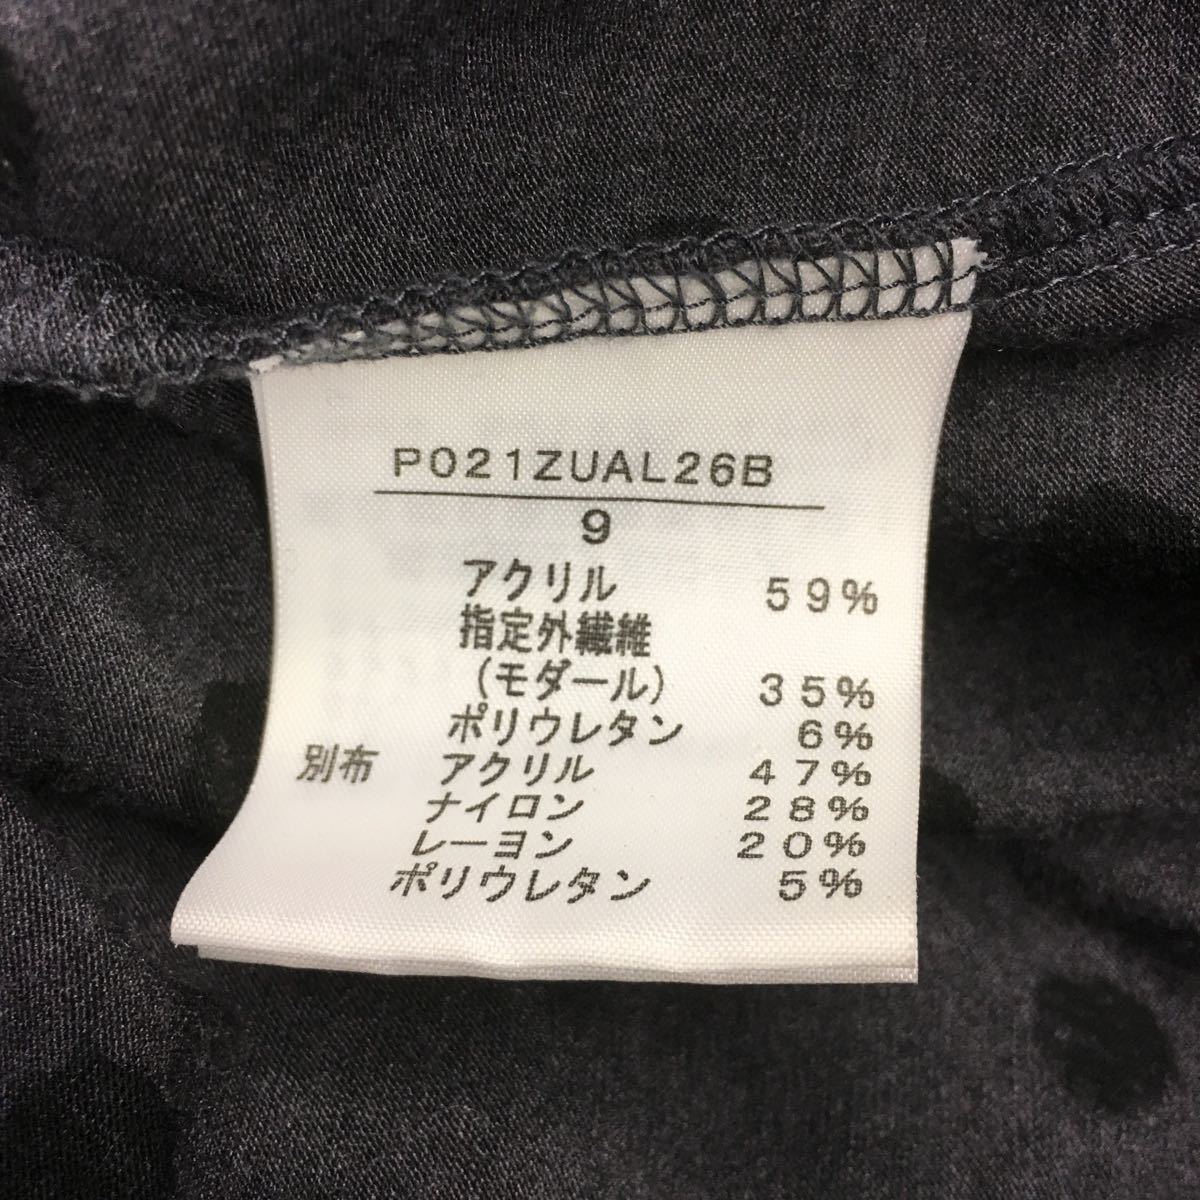 P021ZUAL26B
9
アクリル 59%
指定外繊維
(モダール) 35%
ポリウレタン 6%
別布 アクリル 47%
ナイロン 28%
レーヨン 20%
ポリウレタン 5%